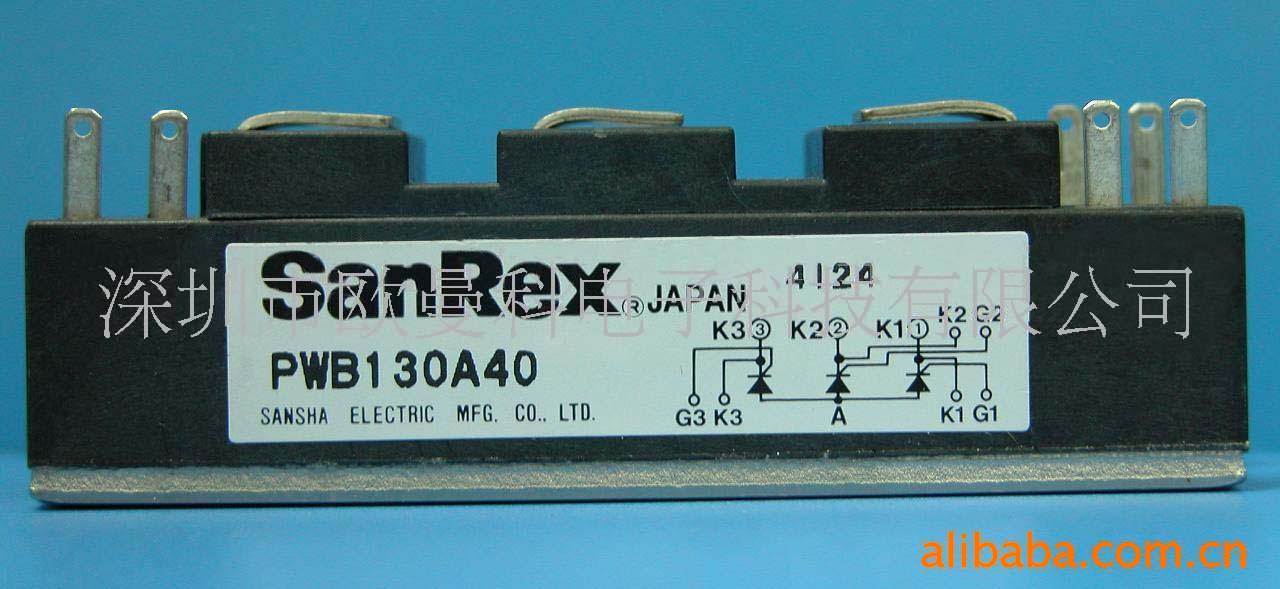 SanRex® JAPAN 4124
深圳市欧曼科电子科技有限公司
K3③ K2② K1① K2 G2
PWB130A40
G3 K3 A K1 G1
SANSHA ELECTRIC MFG. CO., LTD.
alibaba.com.cn